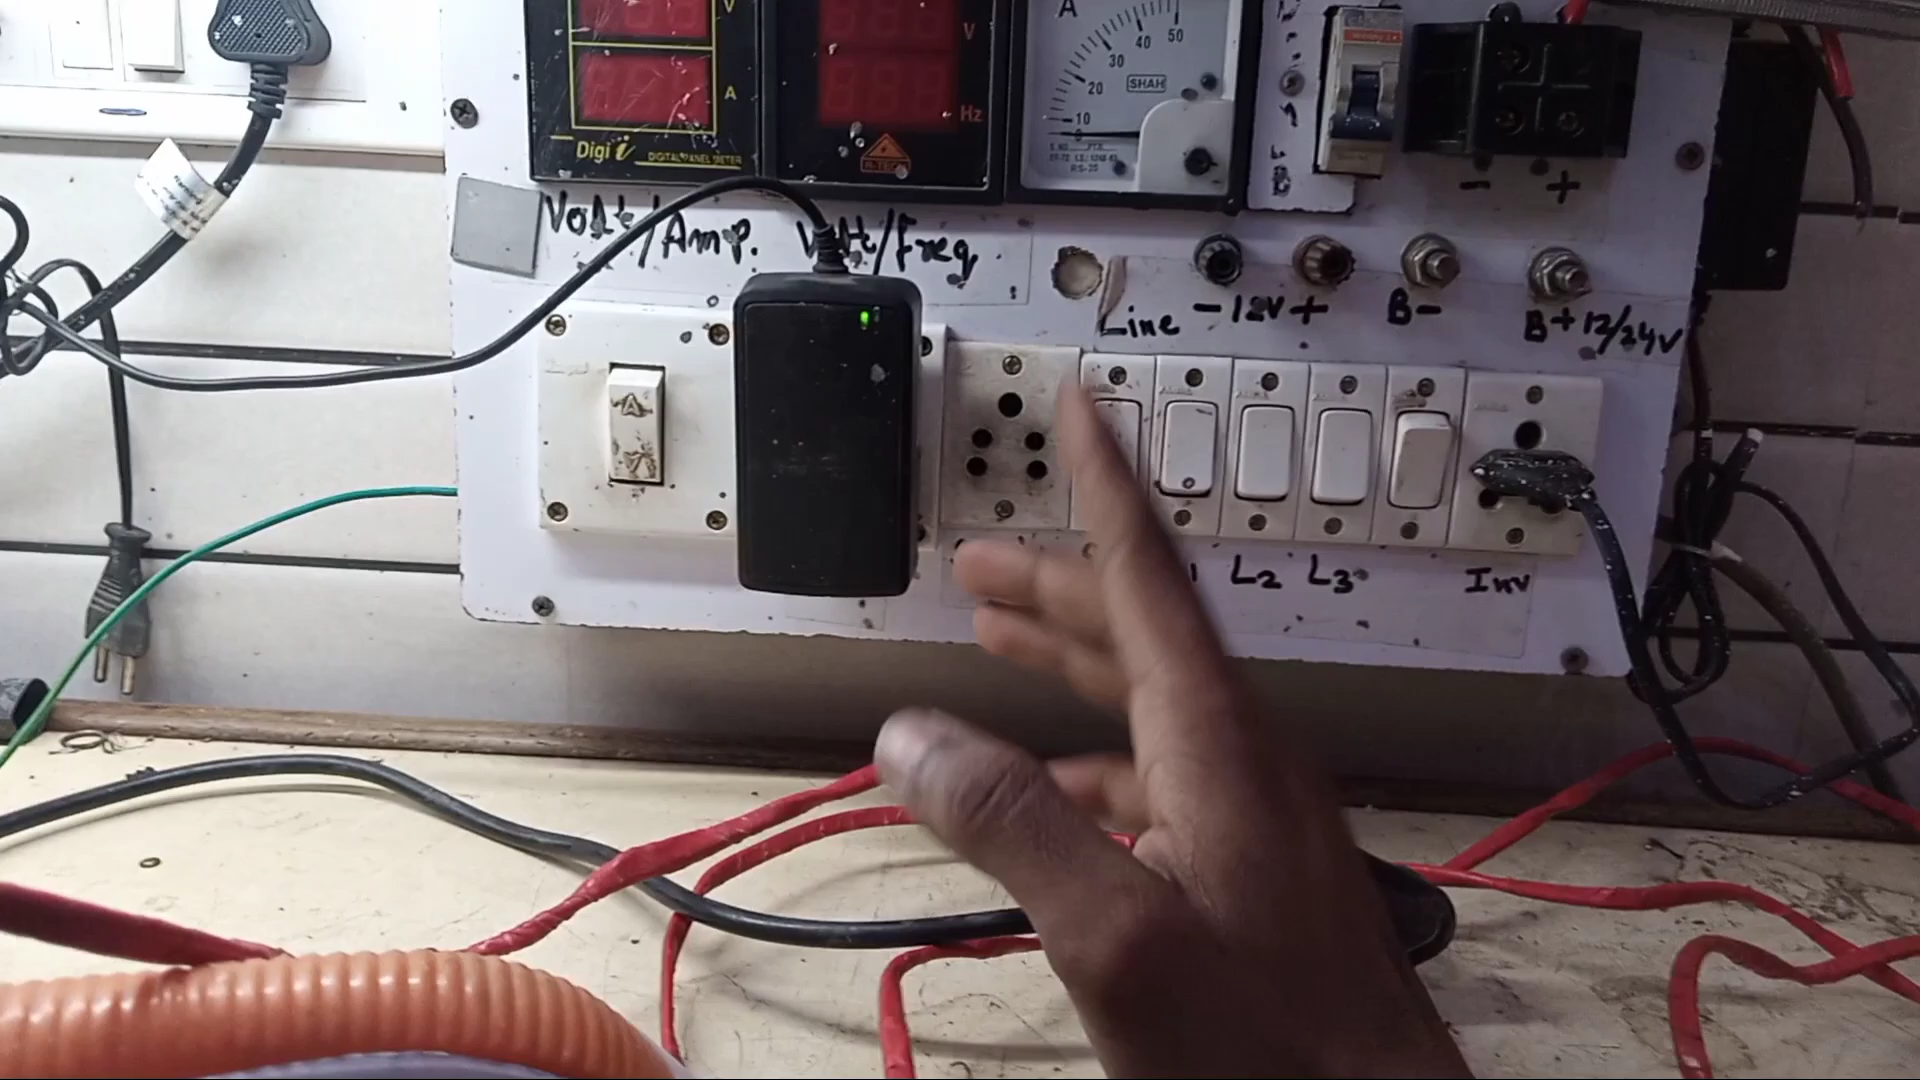 V
A
Digi i
DIGITAL PANEL METER
V
Hz
A
50
40
30
20
10
0
SHAH
- +
Volt/Amp.
Volt/Freq
Line
- 12V +
B-
B+ 12/24V
A
V
L2
L3
Inv